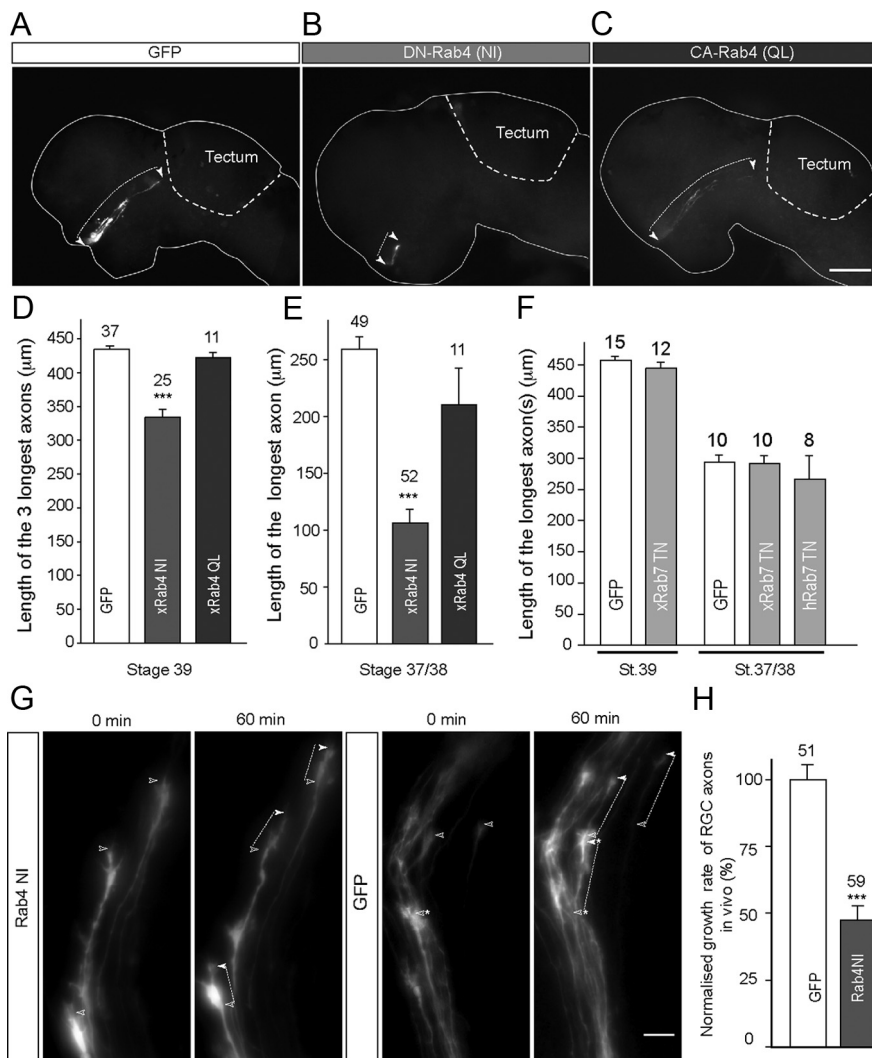 A
B
C
GFP
DN-Rab4 (NI)
CA-Rab4 (QL)
Tectum
Tectum
Tectum
D
E
F
Length of the 3 longest axons (µm)
450
400
350
300
250
200
150
100
50
0
37
25
***
11
GFP
xRab4 NI
xRab4 QL
Stage 39
Length of the longest axon (µm)
250
200
150
100
50
0
49
52
***
11
GFP
xRab4 NI
xRab4 QL
Stage 37/38
Length of the longest axon(s) (µm)
450
400
350
300
250
200
150
100
50
0
15
12
10
10
8
GFP
xRab7 TN
GFP
xRab7 TN
hRab7 TN
St.39
St.37/38
G
H
0 min
60 min
0 min
60 min
Rab4 NI
GFP
*
*
*
*
Normalised growth rate of RGC axons
in vivo (%)
100
75
50
25
0
51
59
***
GFP
Rab4NI